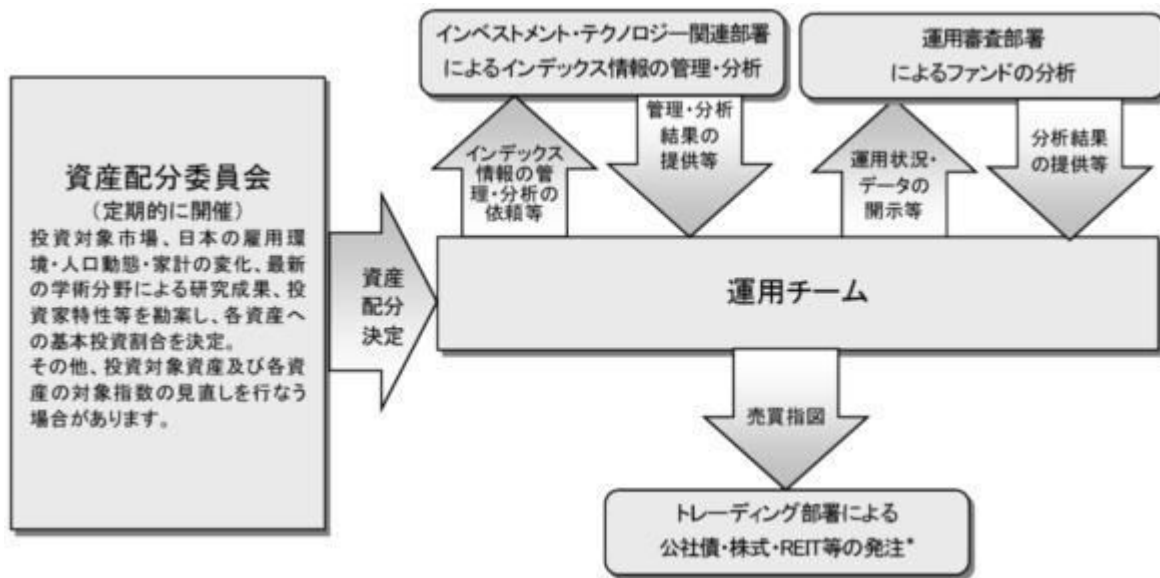 インベストメント・テクノロジー関連部署
によるインデックス情報の管理・分析
運用審査部署
によるファンドの分析
インデックス
情報の管
理・分析の
依頼等
管理・分析
結果の
提供等
運用状況・
データの
開示等
分析結果
の提供等
資産配分委員会
（定期的に開催）
投資対象市場、日本の雇用環
境・人口動態・家計の変化、最新
の学術分野による研究成果、投
資家特性等を勘案し、各資産へ
の基本投資割合を決定。
その他、投資対象資産及び各資
産の対象指数の見直しを行なう
場合があります。
資産
配分
決定
運用チーム
売買指図
トレーディング部署による
公社債・株式・REIT等の発注*